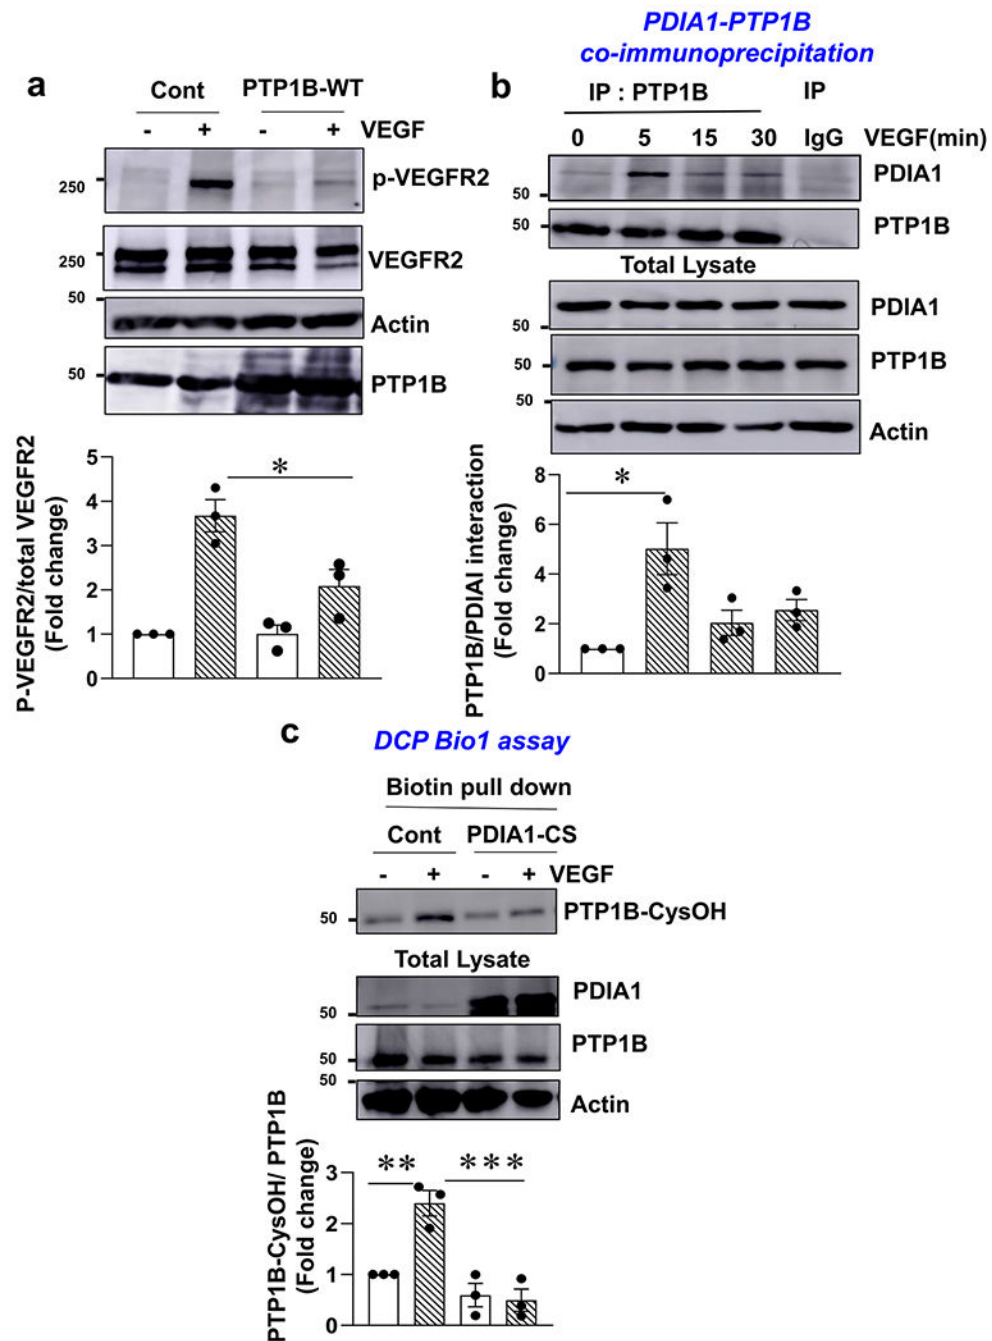 a
Cont PTP1B-WT
- + - + VEGF
250 p-VEGFR2
250 VEGFR2
50
Actin
50 PTP1B
P-VEGFR2/total VEGFR2
(Fold change)
5
4
3
2
1
0
*
PDIA1-PTP1B
co-immunoprecipitation
b
IP : PTP1B IP
0 5 15 30 IgG VEGF(min)
PDIA1
50
50 PTP1B
Total Lysate
PDIA1
50
50 PTP1B
50
Actin
PTP1B/PDIAI interaction
(Fold change)
8
6
4
2
0
*
c
DCP Bio1 assay
Biotin pull down
Cont PDIA1-CS
- + - + VEGF
50 PTP1B-CysOH
Total Lysate
PDIA1
50
50 PTP1B
50
Actin
PTP1B-CysOH/ PTP1B
(Fold change)
3
2
1
0
** ***